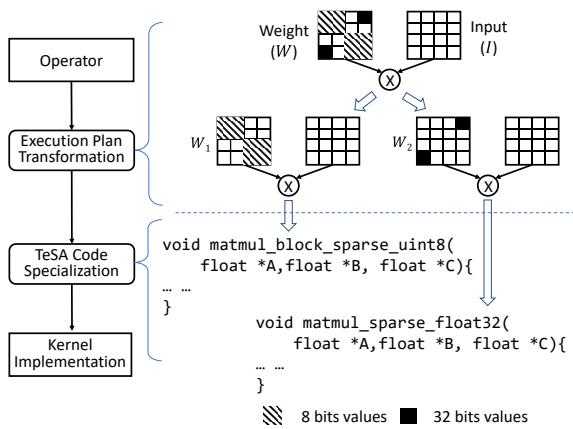 Operator
Execution Plan
Transformation
TeSA Code
Specialization
Kernel
Implementation
Weight
(W)
Input
(I)
X
W1
X
W2
X
void matmul_block_sparse_uint8(
float *A,float *B, float *C){
… …
}
void matmul_sparse_float32(
float *A,float *B, float *C){
… …
}
8 bits values
32 bits values